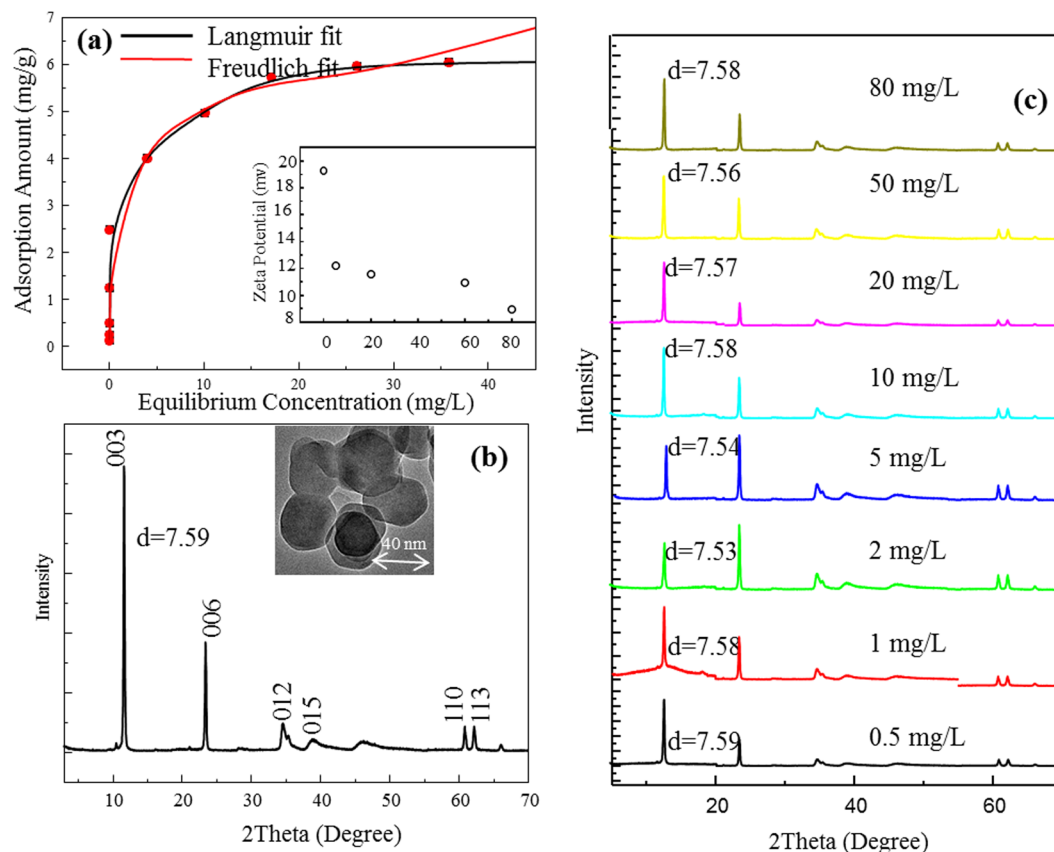 (a)
Langmuir fit
Freudlich fit
Adsorption Amount (mg/g)
7
6
5
4
3
2
1
0
0 10 20 30 40
Equilibrium Concentration (mg/L)
Zeta Potential (mv)
20
18
16
14
12
10
8
0 20 40 60 80
(b)
003
d=7.59
006
012
015
110
113
40 nm
Intensity
10 20 30 40 50 60 70
2Theta (Degree)
(c)
d=7.58 80 mg/L
d=7.56 50 mg/L
d=7.57 20 mg/L
d=7.58 10 mg/L
d=7.54 5 mg/L
d=7.53 2 mg/L
d=7.58 1 mg/L
d=7.59 0.5 mg/L
Intensity
20 40 60
2Theta (Degree)